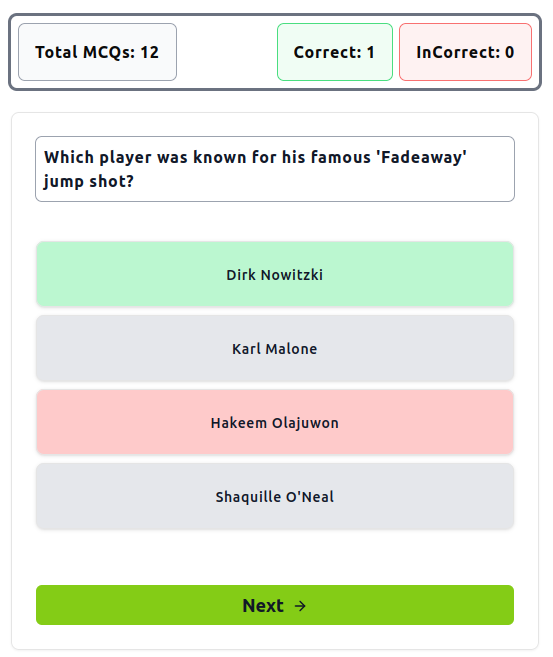 Total MCQs: 12
Correct: 1
InCorrect: 0
Which player was known for his famous 'Fadeaway'
jump shot?
Dirk Nowitzki
Karl Malone
Hakeem Olajuwon
Shaquille O'Neal
Next →